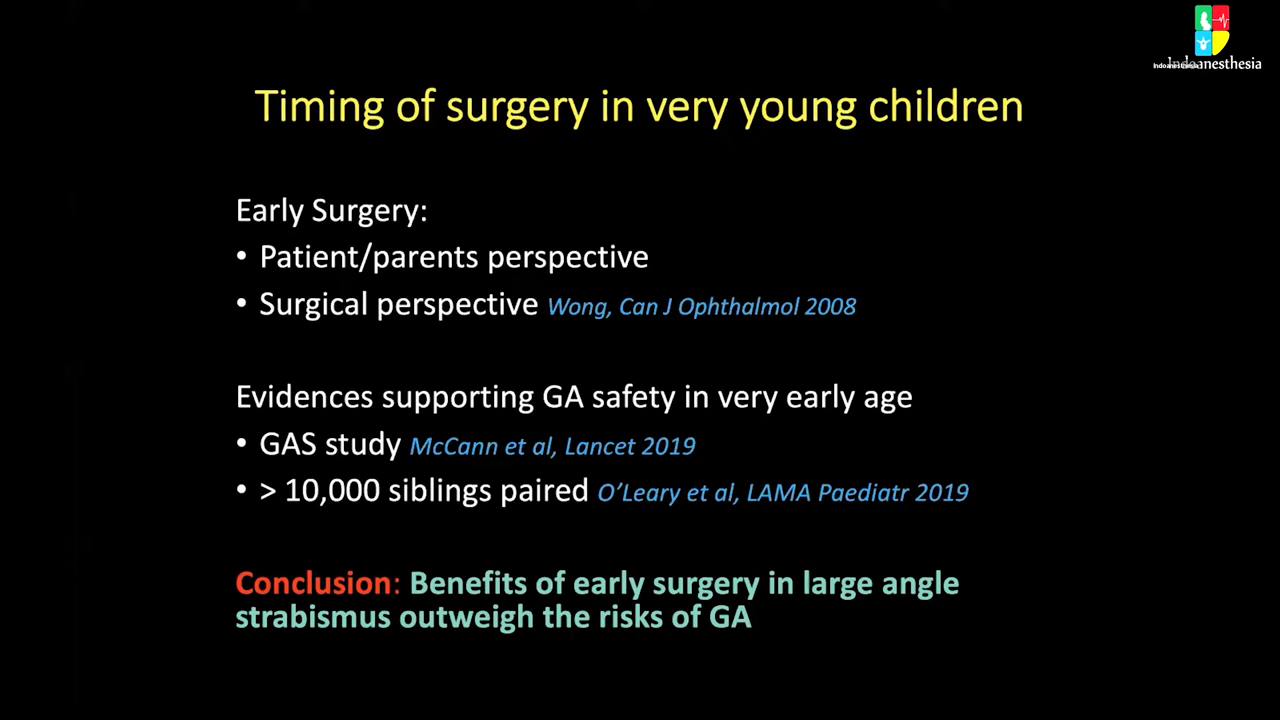 Indoanesthesia
Indoanesthesia
Timing of surgery in very young children
Early Surgery:
• Patient/parents perspective
• Surgical perspective Wong, Can J Ophthalmol 2008
Evidences supporting GA safety in very early age
• GAS study McCann et al, Lancet 2019
• > 10,000 siblings paired O’Leary et al, LAMA Paediatr 2019
Conclusion: Benefits of early surgery in large angle
strabismus outweigh the risks of GA